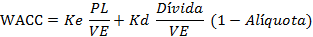 WACC = Ke PL/VE + Kd Dívida/VE (1 − Alíquota)